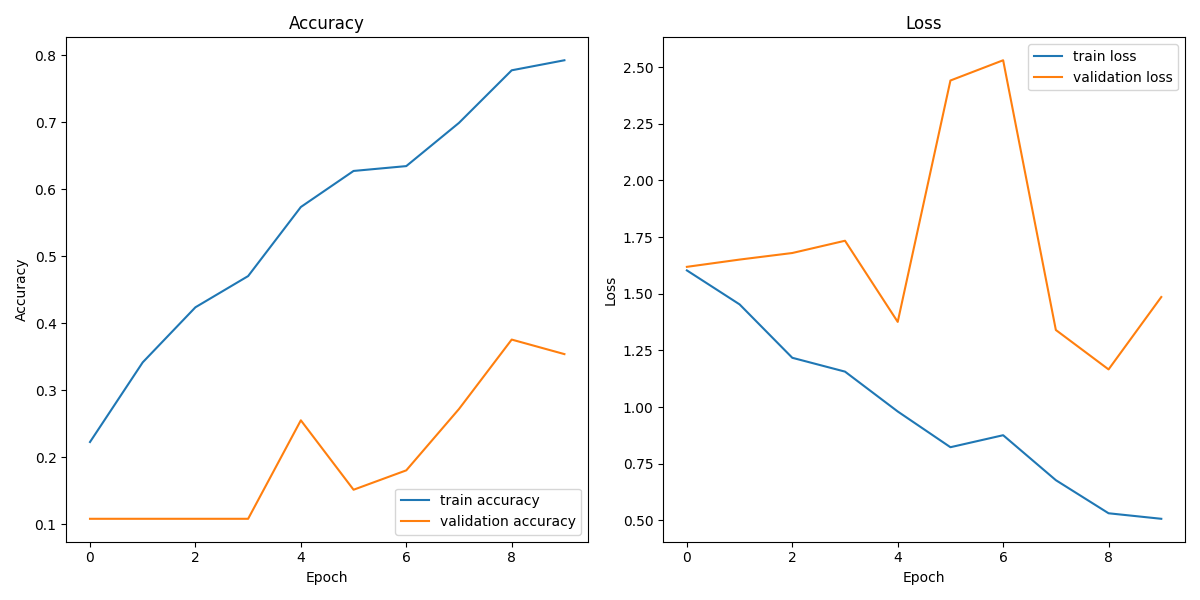 Accuracy
0.8
0.7
0.6
0.5
0.4
0.3
0.2
0.1
Accuracy
train accuracy
validation accuracy
0 2 4 6 8
Epoch
Loss
2.50
2.25
2.00
1.75
1.50
1.25
1.00
0.75
0.50
Loss
train loss
validation loss
0 2 4 6 8
Epoch